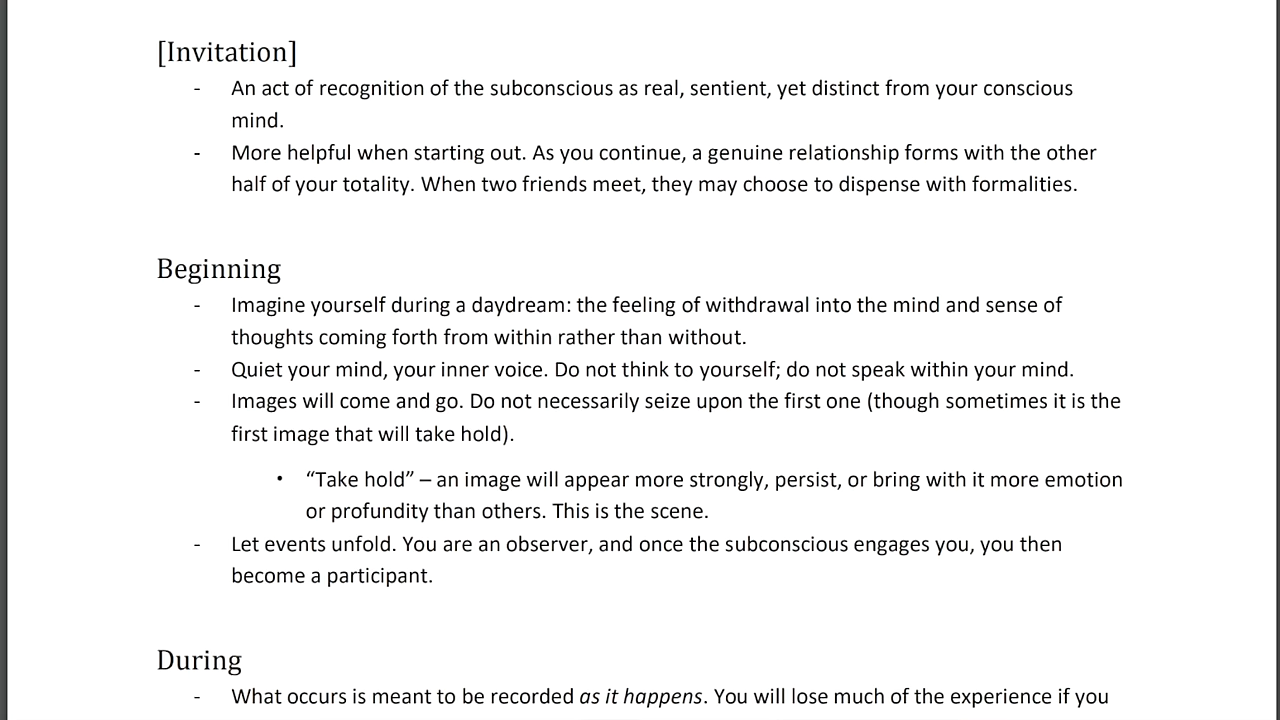 [Invitation]
- An act of recognition of the subconscious as real, sentient, yet distinct from your conscious
mind.
- More helpful when starting out. As you continue, a genuine relationship forms with the other
half of your totality. When two friends meet, they may choose to dispense with formalities.
Beginning
- Imagine yourself during a daydream: the feeling of withdrawal into the mind and sense of
thoughts coming forth from within rather than without.
- Quiet your mind, your inner voice. Do not think to yourself; do not speak within your mind.
- Images will come and go. Do not necessarily seize upon the first one (though sometimes it is the
first image that will take hold).
• “Take hold” – an image will appear more strongly, persist, or bring with it more emotion
or profundity than others. This is the scene.
- Let events unfold. You are an observer, and once the subconscious engages you, you then
become a participant.
During
- What occurs is meant to be recorded as it happens. You will lose much of the experience if you